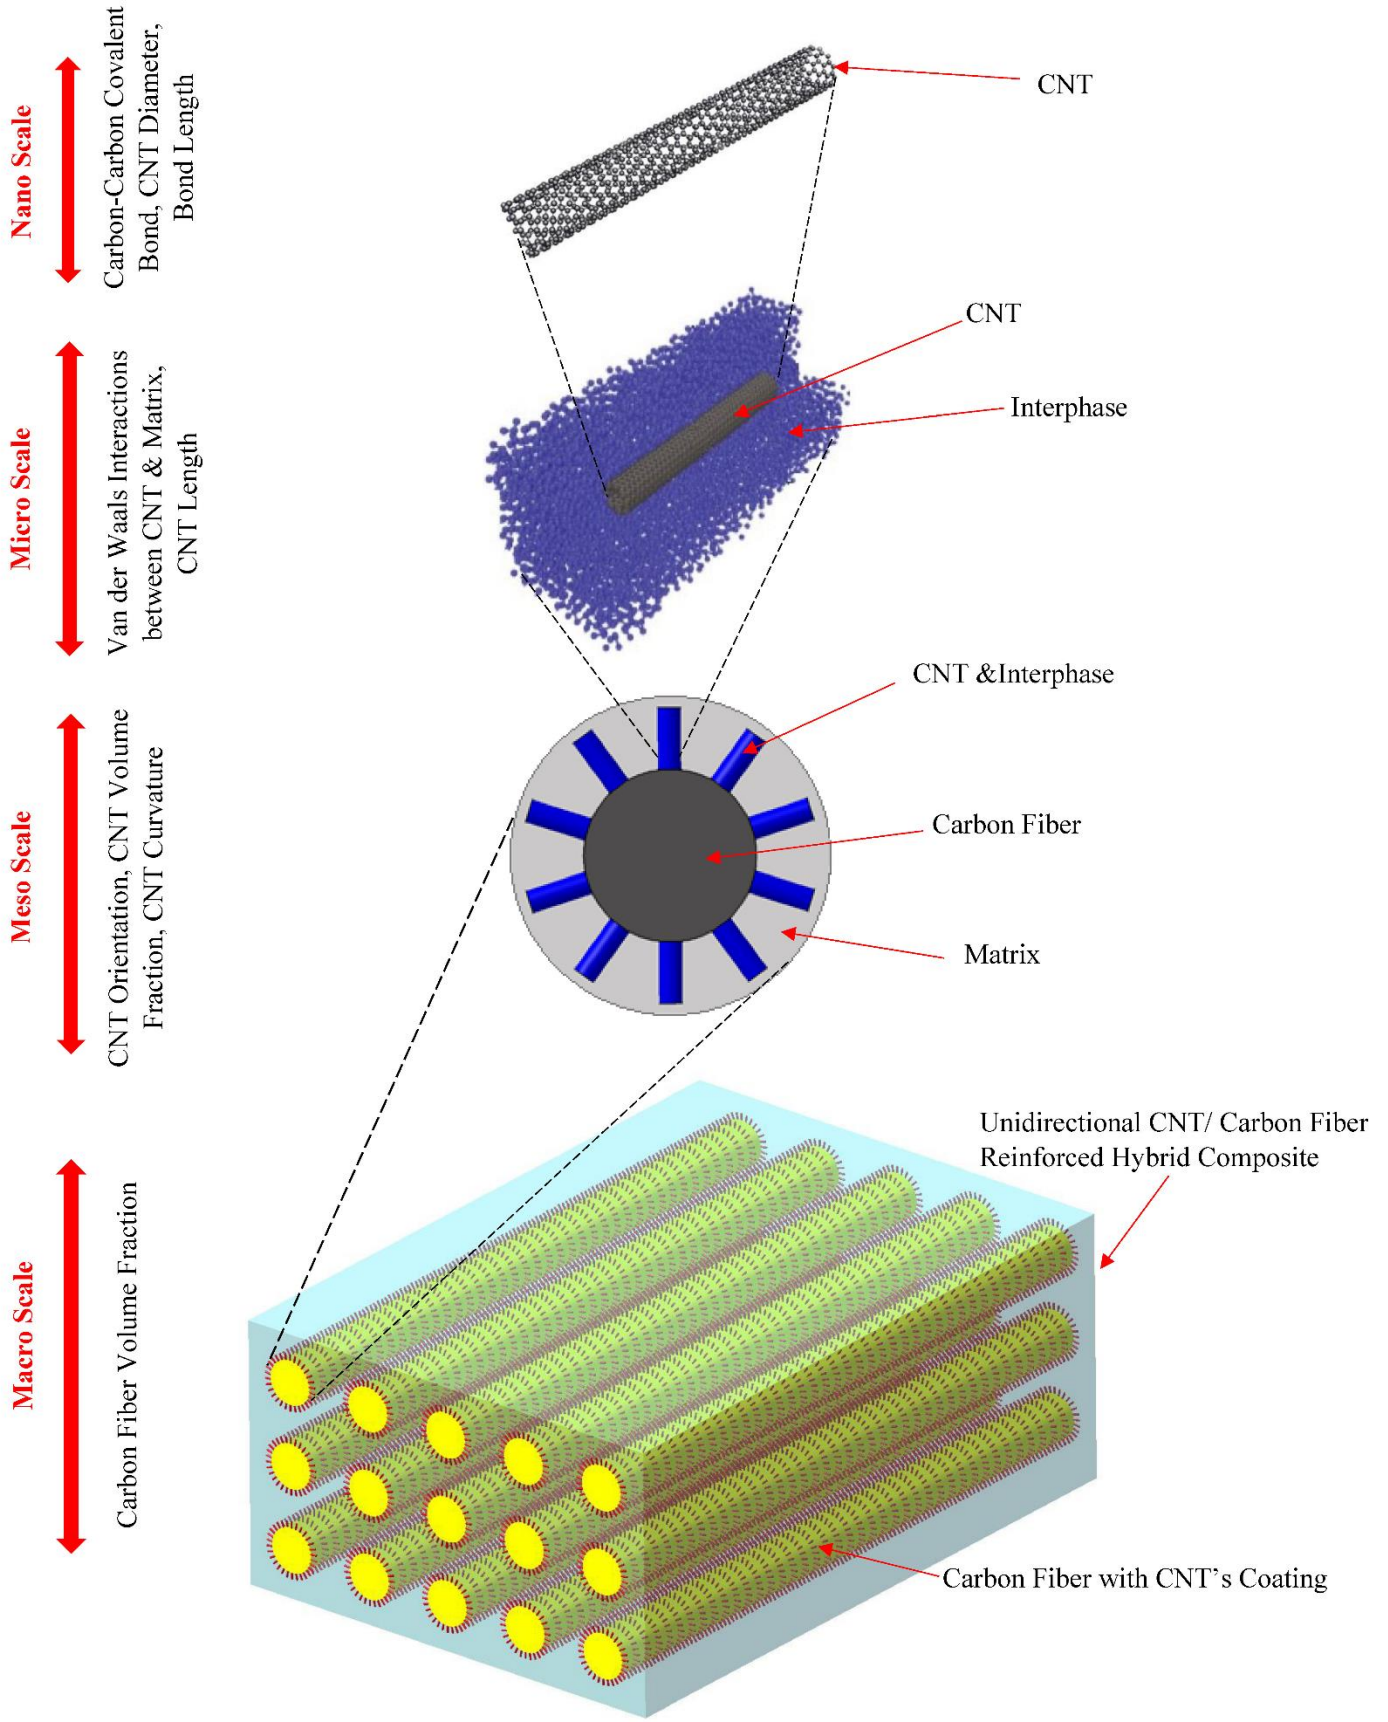 Nano Scale
Carbon-Carbon Covalent
Bond, CNT Diameter,
Bond Length
CNT
Micro Scale
Van der Waals Interactions
between CNT & Matrix,
CNT Length
CNT
Interphase
Meso Scale
CNT Orientation, CNT Volume
Fraction, CNT Curvature
CNT &Interphase
Carbon Fiber
Matrix
Macro Scale
Carbon Fiber Volume Fraction
Unidirectional CNT/ Carbon Fiber
Reinforced Hybrid Composite
Carbon Fiber with CNT’s Coating